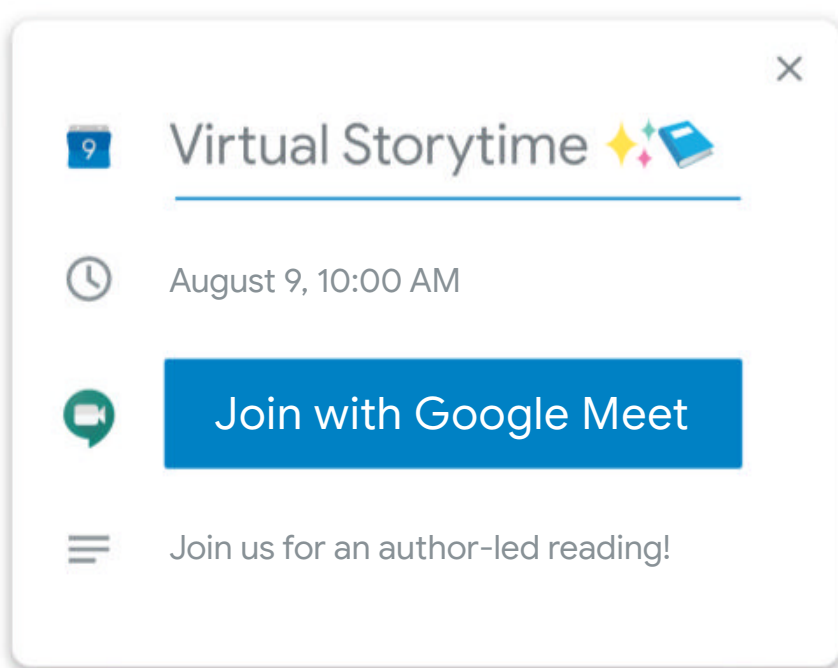 Virtual Storytime ✨📘
9
August 9, 10:00 AM
Join with Google Meet
Join us for an author-led reading!